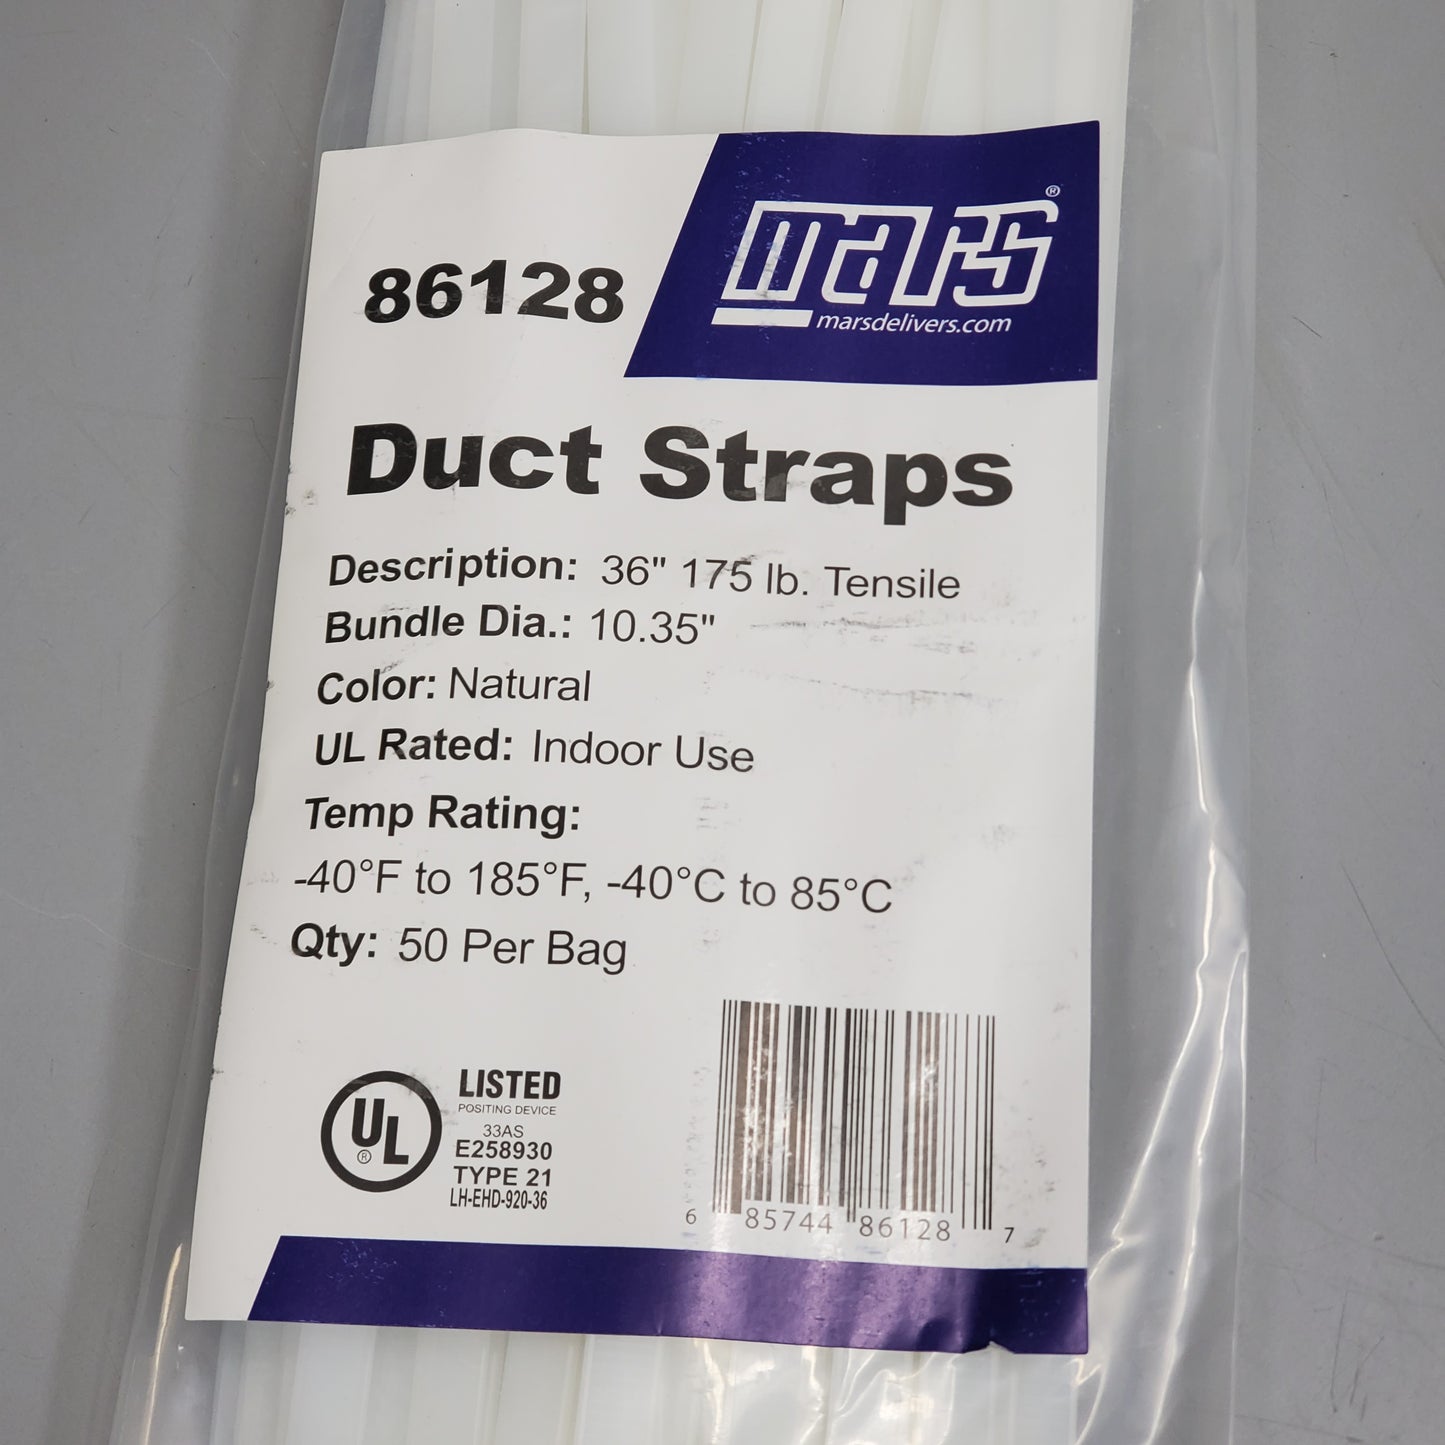 mars®
marsdelivers.com
86128
Duct Straps
Description: 36" 175 lb. Tensile
Bundle Dia.: 10.35"
Color: Natural
UL Rated: Indoor Use
Temp Rating:
-40°F to 185°F, -40°C to 85°C
Qty: 50 Per Bag
UL®
LISTED
POSITING DEVICE
33AS
E258930
TYPE 21
LH-EHD-920-36
6 85744 86128 7